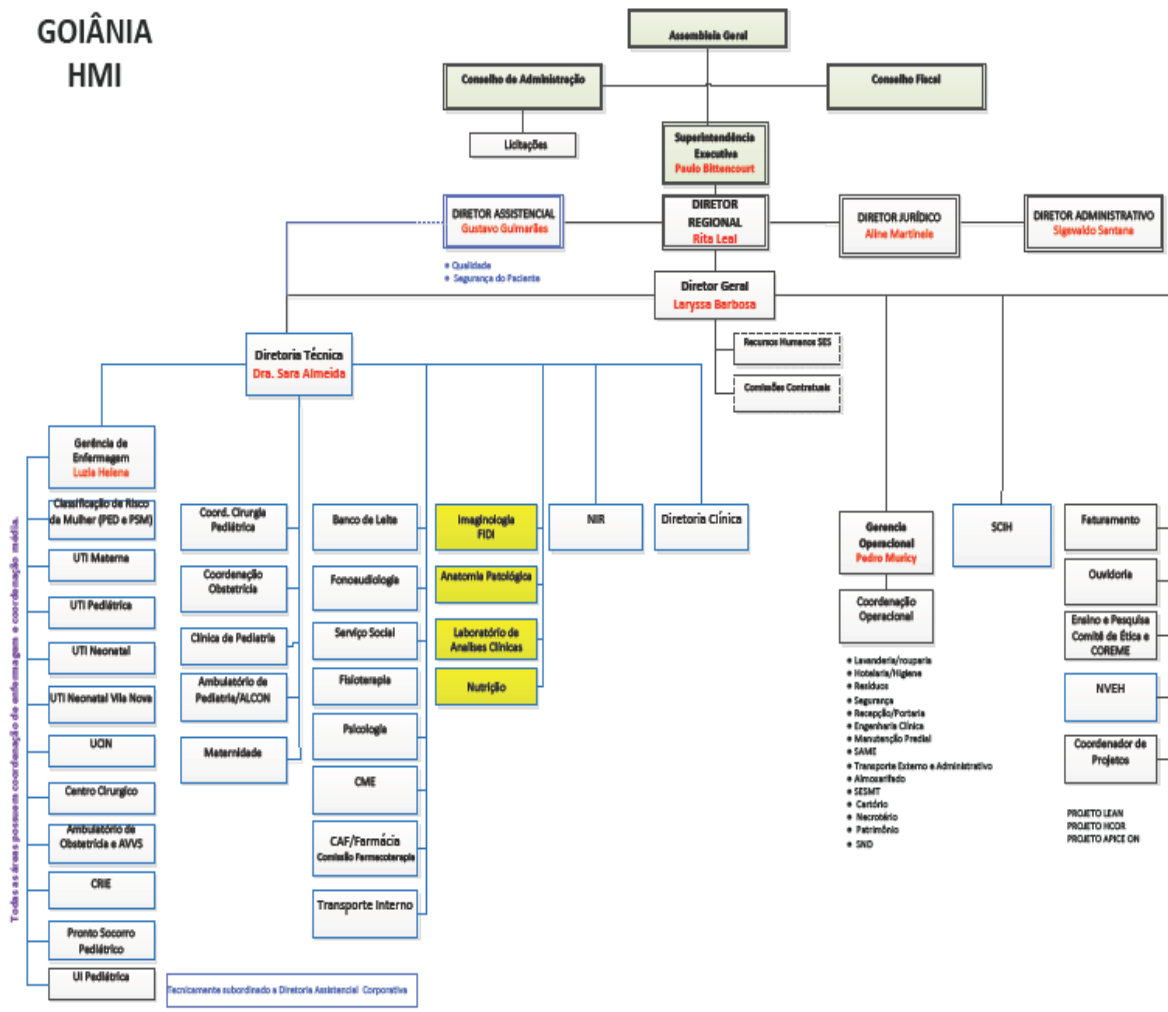 GOIÂNIA
HMI
Assembleia Geral
Conselho de Administração
Conselho Fiscal
Licitações
Superintendência
Executiva
Paulo Bittencourt
DIRETOR ASSISTENCIAL
Gustavo Guimarães
DIRETOR
REGIONAL
Rita Leal
DIRETOR JURÍDICO
Aline Martinele
DIRETOR ADMINISTRATIVO
Sigevaldo Santana
• Qualidade
• Segurança do Paciente
Diretor Geral
Laryssa Barbosa
Recursos Humanos SES
Comissões Contratuais
Diretoria Técnica
Dra. Sara Almeida
Gerência de
Enfermagem
Luzia Helena
Classificação de Risco
da Mulher (PED e PSM)
UTI Materna
UTI Pediátrica
UTI Neonatal
UTI Neonatal Vila Nova
UCIN
Centro Cirurgico
Ambulatório de
Obstetrícia e AVVS
CRIE
Pronto Socorro
Pediátrico
UI Pediátrica
Todas as áreas possuem coordenação de enfermagem e coordenação média.
Coord. Cirurgia
Pediátrica
Coordenação
Obstetricia
Clínica de Pediatria
Ambulatório de
Pediatria/ALCON
Maternidade
Banco de Leite
Fonoaudiologia
Serviço Social
Fisioterapia
Psicologia
CME
CAF/Farmácia
Comissão Farmacoterapia
Transporte Interno
Imaginologia
FIDI
Anatomia Patológica
Laboratório de
Analises Clínicas
Nutrição
NIR
Diretoria Clínica
Gerencia
Operacional
Pedro Muricy
Coordenação
Operacional
• Lavanderia/rouparia
• Hotelaria/Higiene
• Resíduos
• Segurança
• Recepção/Portaria
• Engenharia Clínica
• Manutenção Predial
• SAME
• Transporte Externo e Administrativo
• Almoxarifado
• SESMT
• Cartório
• Necrotério
• Patrimônio
• SND
SCIH
Faturamento
Ouvidoria
Ensino e Pesquisa
Comitê de Ética e
COREME
NVEH
Coordenador de
Projetos
PROJETO LEAN
PROJETO HCOR
PROJETO APICE ON
Tecnicamente subordinado a Diretoria Assistencial Corporativa